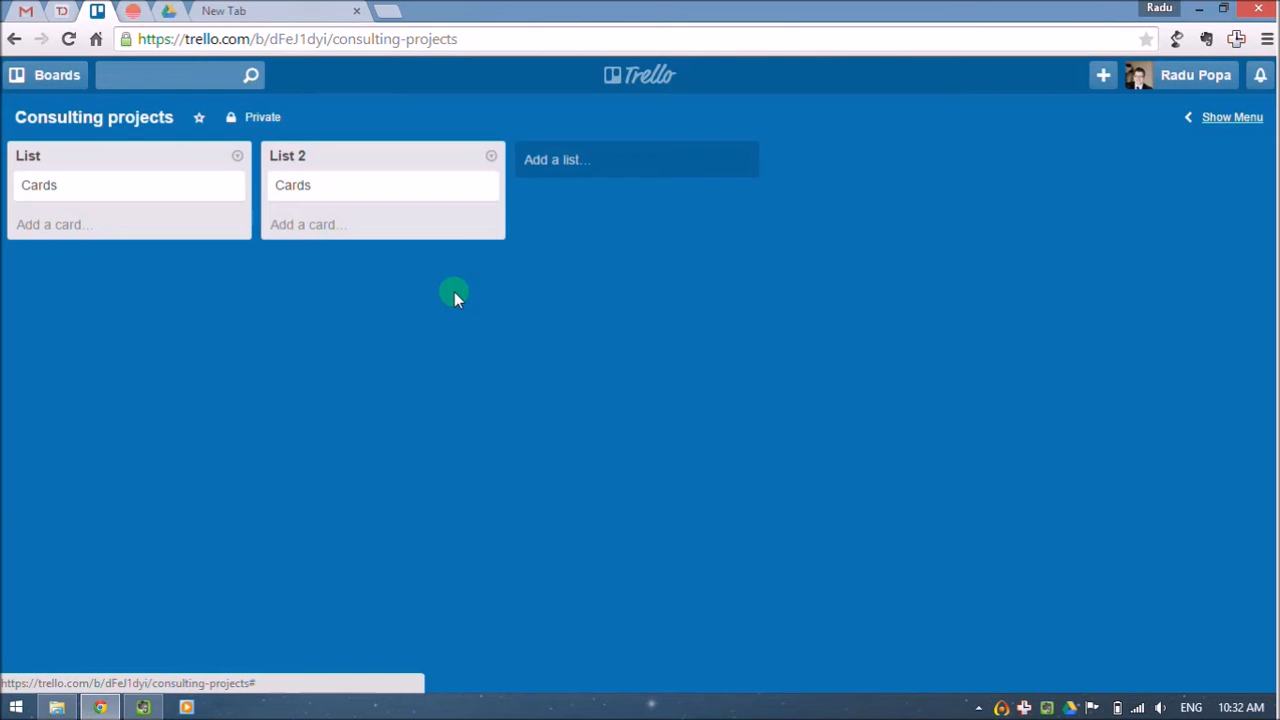 Radu
New Tab
https://trello.com/b/dFeJ1dyi/consulting-projects
Boards
Trello
Radu Popa
Consulting projects
Private
Show Menu
List
List 2
Add a list...
Cards
Cards
Add a card...
Add a card...
https://trello.com/b/dFeJ1dyi/consulting-projects#
ENG
10:32 AM